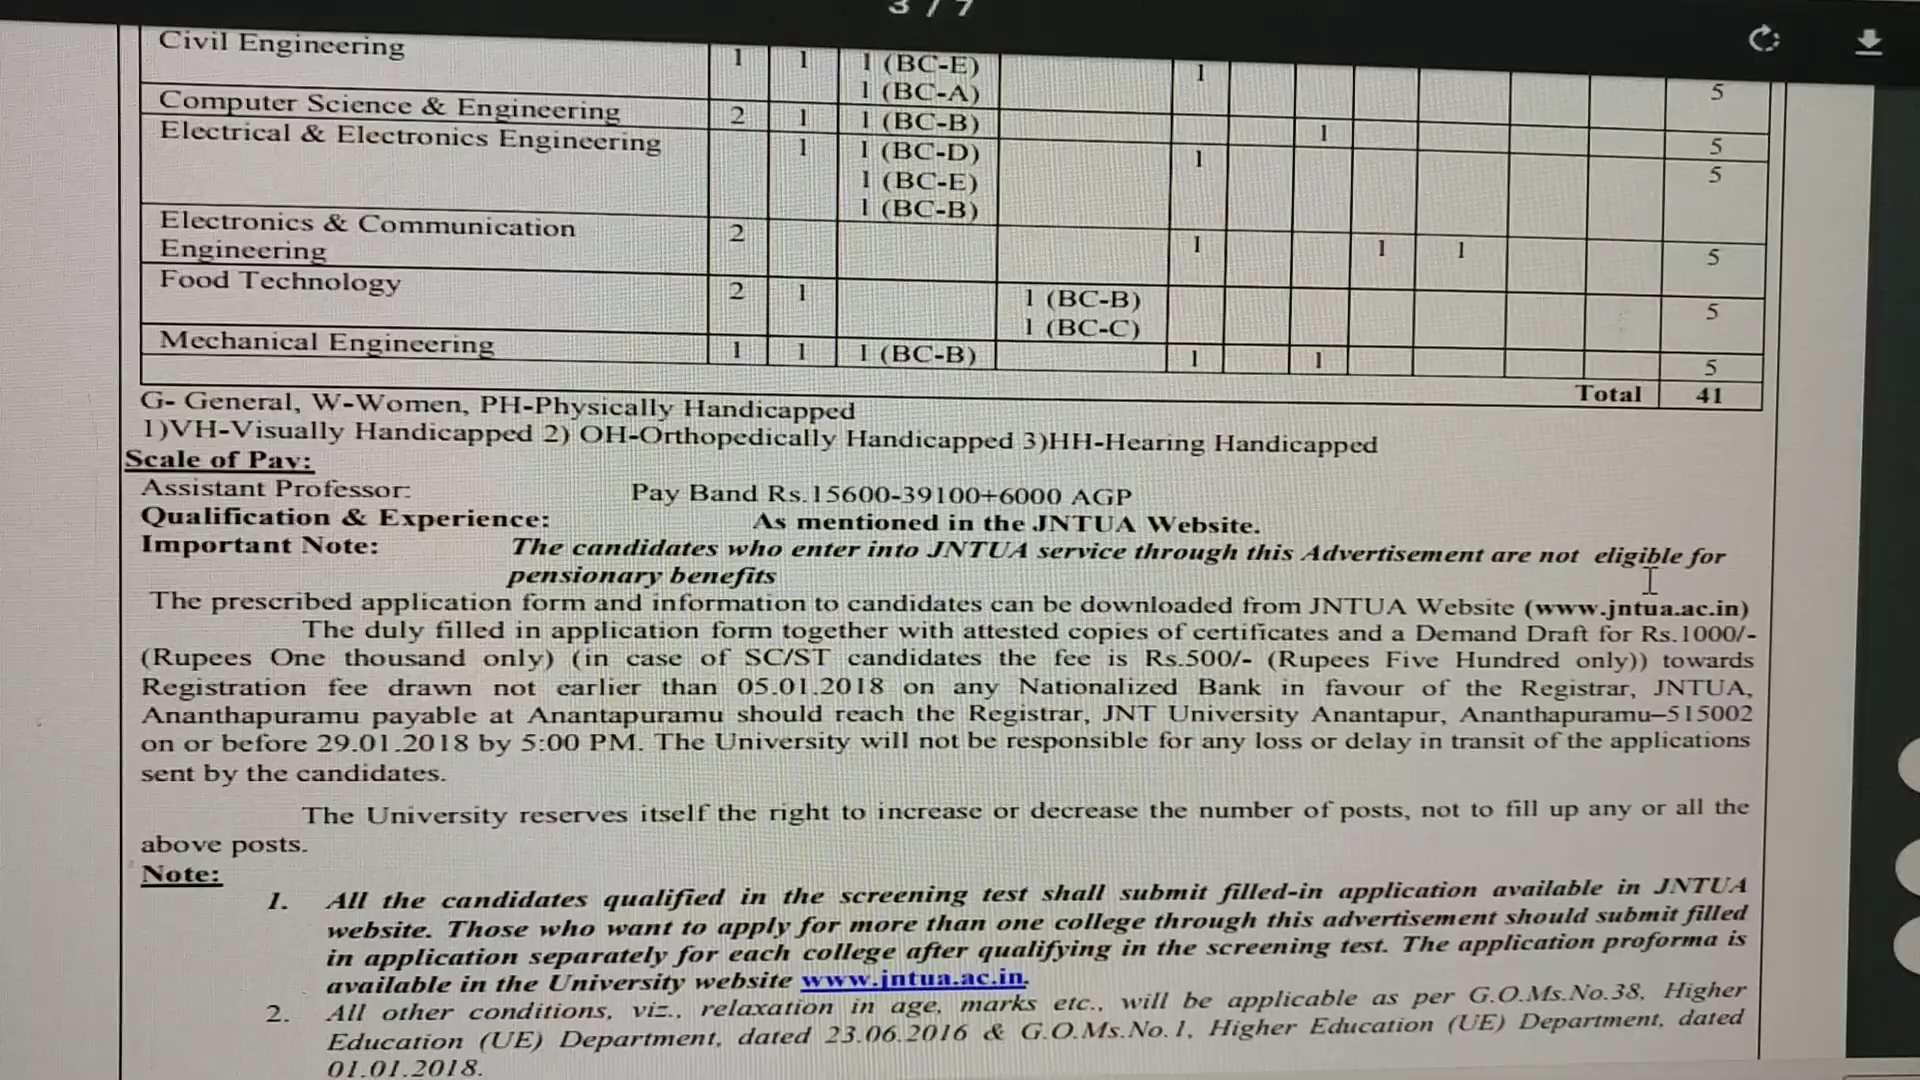 3 / 7
Civil Engineering 1 1 1 (BC-E) 1 5
1 (BC-A)
Computer Science & Engineering 2 1 1 (BC-B) 1 5
Electrical & Electronics Engineering 1 1 (BC-D) 1 5
1 (BC-E)
1 (BC-B)
Electronics & Communication 2 1 1 1 5
Engineering
Food Technology 2 1 1 (BC-B) 5
1 (BC-C)
Mechanical Engineering 1 1 1 (BC-B) 1 1 5
Total 41
G- General, W-Women, PH-Physically Handicapped
1)VH-Visually Handicapped 2) OH-Orthopedically Handicapped 3)HH-Hearing Handicapped
Scale of Pay:
Assistant Professor: Pay Band Rs.15600-39100+6000 AGP
Qualification & Experience: As mentioned in the JNTUA Website.
Important Note: The candidates who enter into JNTUA service through this Advertisement are not eligible for
pensionary benefits
The prescribed application form and information to candidates can be downloaded from JNTUA Website (www.jntua.ac.in)
The duly filled in application form together with attested copies of certificates and a Demand Draft for Rs.1000/-
(Rupees One thousand only) (in case of SC/ST candidates the fee is Rs.500/- (Rupees Five Hundred only)) towards
Registration fee drawn not earlier than 05.01.2018 on any Nationalized Bank in favour of the Registrar, JNTUA,
Ananthapuramu payable at Anantapuramu should reach the Registrar, JNT University Anantapur, Ananthapuramu–515002
on or before 29.01.2018 by 5:00 PM. The University will not be responsible for any loss or delay in transit of the applications
sent by the candidates.
The University reserves itself the right to increase or decrease the number of posts, not to fill up any or all the
above posts.
Note:
1. All the candidates qualified in the screening test shall submit filled-in application available in JNTUA
website. Those who want to apply for more than one college through this advertisement should submit filled
in application separately for each college after qualifying in the screening test. The application proforma is
available in the University website www.jntua.ac.in.
2. All other conditions, viz., relaxation in age, marks etc., will be applicable as per G.O.Ms.No.38, Higher
Education (UE) Department, dated 23.06.2016 & G.O.Ms.No.1, Higher Education (UE) Department, dated
01.01.2018.